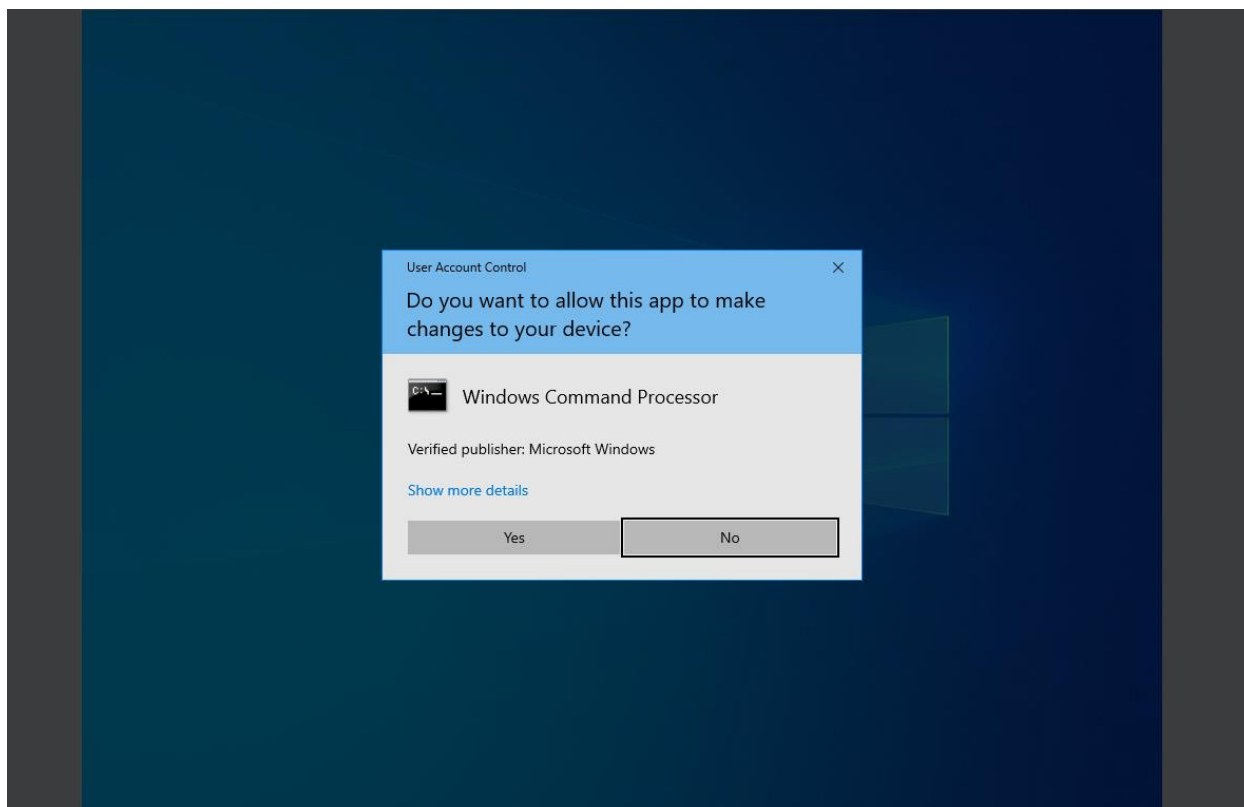 User Account Control
Do you want to allow this app to make
changes to your device?
C:\_
Windows Command Processor
Verified publisher: Microsoft Windows
Show more details
Yes
No